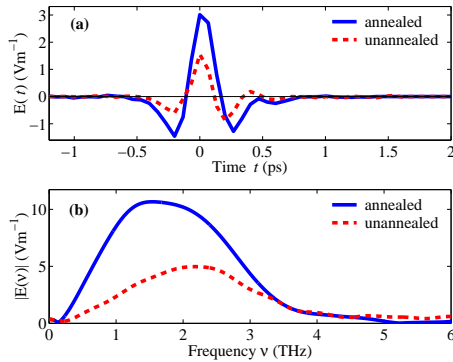 (a)
annealed
unannealed
E( t) (Vm⁻¹)
3
2
1
0
−1
−1
−0.5
0
0.5
1
1.5
2
Time t (ps)
(b)
annealed
unannealed
|E(ν)| (Vm⁻¹)
10
5
0
0
1
2
3
4
5
6
Frequency ν (THz)